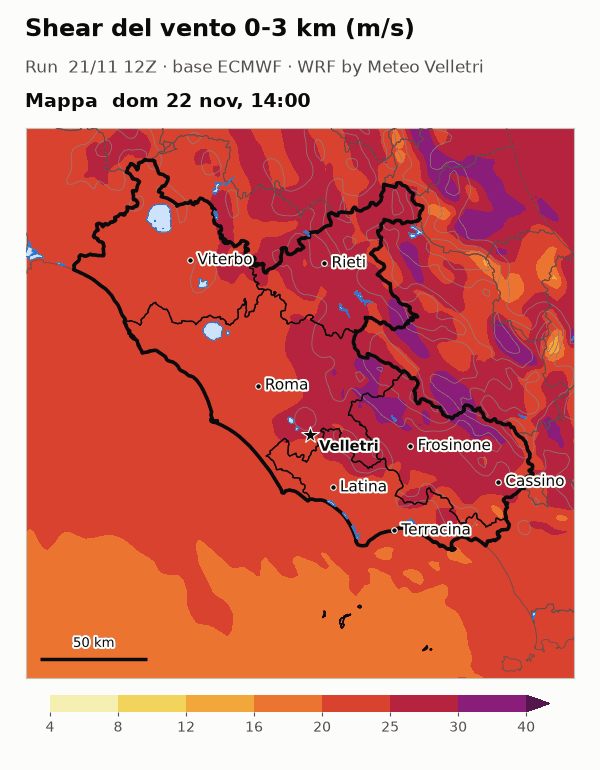 Shear del vento 0-3 km (m/s)
Run  21/11 12Z · base ECMWF · WRF by Meteo Velletri
Mappa  dom 22 nov, 14:00
Viterbo
Rieti
Roma
Velletri
Frosinone
Latina
Cassino
Terracina
50 km
4 8 12 16 20 25 30 40